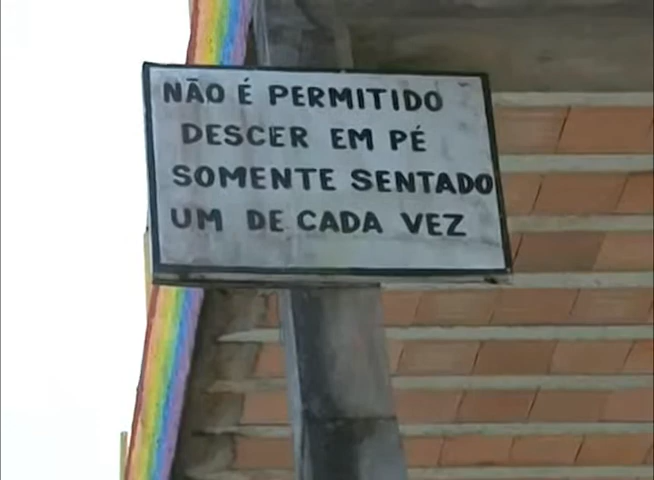 NÃO É PERMITIDO
DESCER EM PÉ
SOMENTE SENTADO
UM DE CADA VEZ